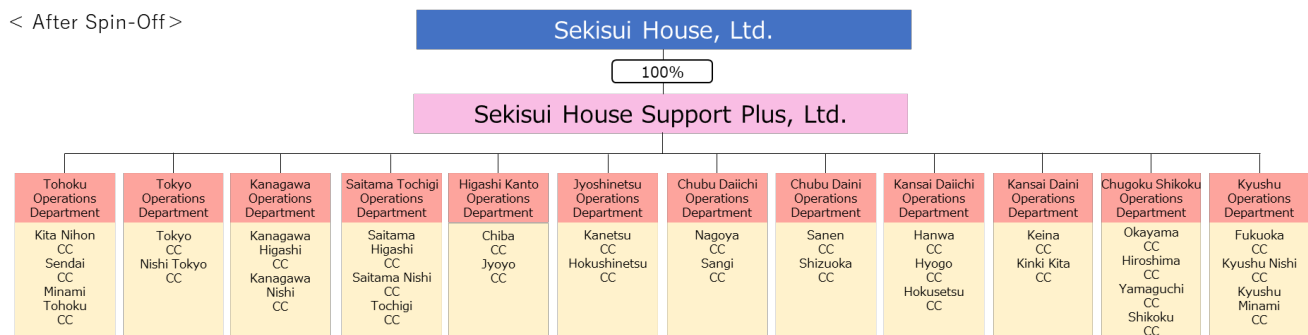 < After Spin-Off >
Sekisui House, Ltd.
100%
Sekisui House Support Plus, Ltd.
Tohoku
Operations
Department
Kita Nihon
CC
Sendai
CC
Minami
Tohoku
CC
Tokyo
Operations
Department
Tokyo
CC
Nishi Tokyo
CC
Kanagawa
Operations
Department
Kanagawa
Higashi
CC
Kanagawa
Nishi
CC
Saitama Tochigi
Operations
Department
Saitama
Higashi
CC
Saitama Nishi
CC
Tochigi
CC
Higashi Kanto
Operations
Department
Chiba
CC
Jyoyo
CC
Jyoshinetsu
Operations
Department
Kanetsu
CC
Hokushinetsu
CC
Chubu Daiichi
Operations
Department
Nagoya
CC
Sangi
CC
Chubu Daini
Operations
Department
Sanen
CC
Shizuoka
CC
Kansai Daiichi
Operations
Department
Hanwa
CC
Hyogo
CC
Hokusetsu
CC
Kansai Daini
Operations
Department
Keina
CC
Kinki Kita
CC
Chugoku Shikoku
Operations
Department
Okayama
CC
Hiroshima
CC
Yamaguchi
CC
Shikoku
CC
Kyushu
Operations
Department
Fukuoka
CC
Kyushu Nishi
CC
Kyushu
Minami
CC